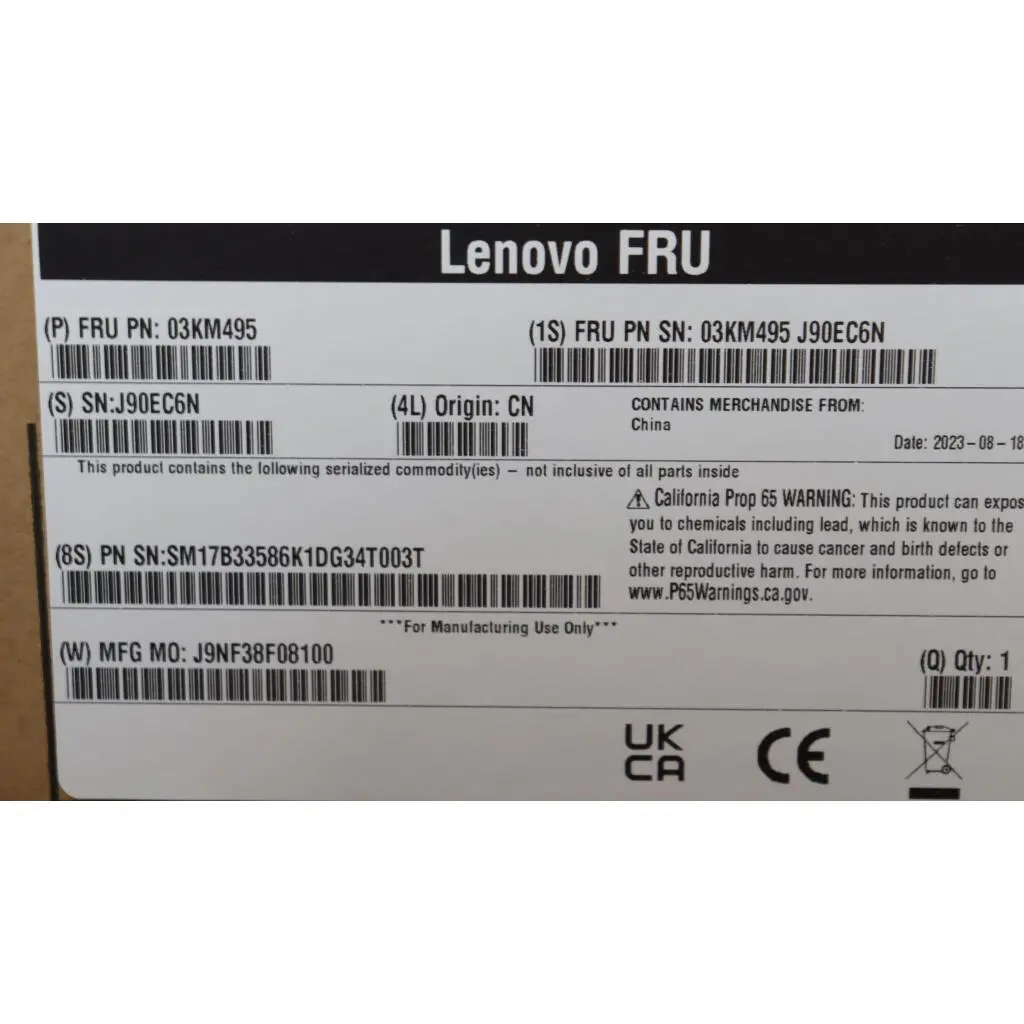 Lenovo FRU
(P) FRU PN: 03KM495
(1S) FRU PN SN: 03KM495 J90EC6N
(S) SN:J90EC6N
(4L) Origin: CN
CONTAINS MERCHANDISE FROM:
China
Date: 2023-08-18
This product contains the following serialized commodity(ies) – not inclusive of all parts inside
⚠ California Prop 65 WARNING: This product can expos
you to chemicals including lead, which is known to the
State of California to cause cancer and birth defects or
other reproductive harm. For more information, go to
www.P65Warnings.ca.gov.
(8S) PN SN:SM17B33586K1DG34T003T
***For Manufacturing Use Only***
(W) MFG MO: J9NF38F08100
(Q) Qty: 1
UK
CA
CE